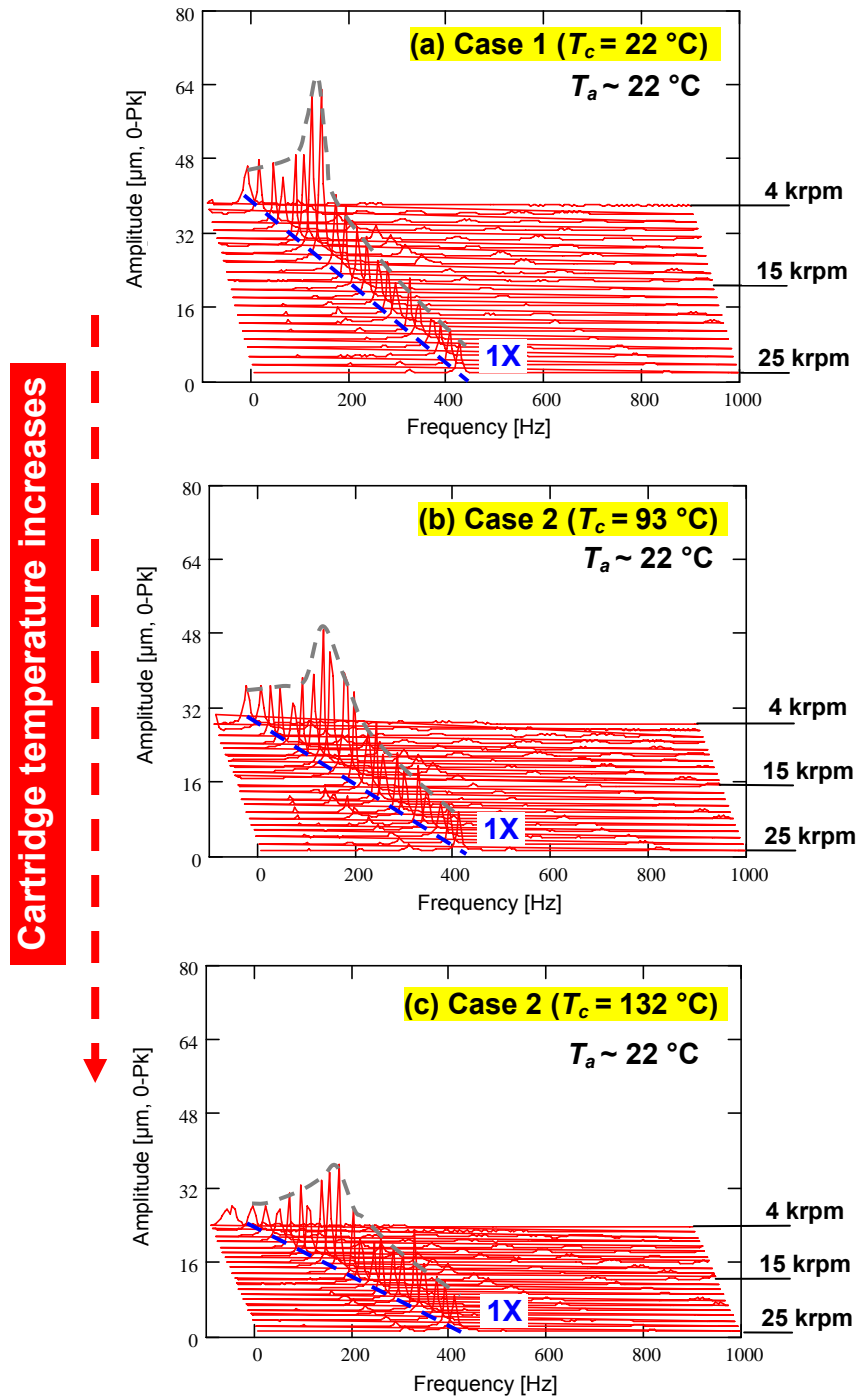 Cartridge temperature increases
80
64
48
32
16
0
Amplitude [µm, 0-Pk]
(a) Case 1 (Tc = 22 °C)
Ta ~ 22 °C
4 krpm
15 krpm
25 krpm
1X
0
200
400
600
800
1000
Frequency [Hz]
80
64
48
32
16
0
Amplitude [µm, 0-Pk]
(b) Case 2 (Tc = 93 °C)
Ta ~ 22 °C
4 krpm
15 krpm
25 krpm
1X
0
200
400
600
800
1000
Frequency [Hz]
80
64
48
32
16
0
Amplitude [µm, 0-Pk]
(c) Case 2 (Tc = 132 °C)
Ta ~ 22 °C
4 krpm
15 krpm
25 krpm
1X
0
200
400
600
800
1000
Frequency [Hz]